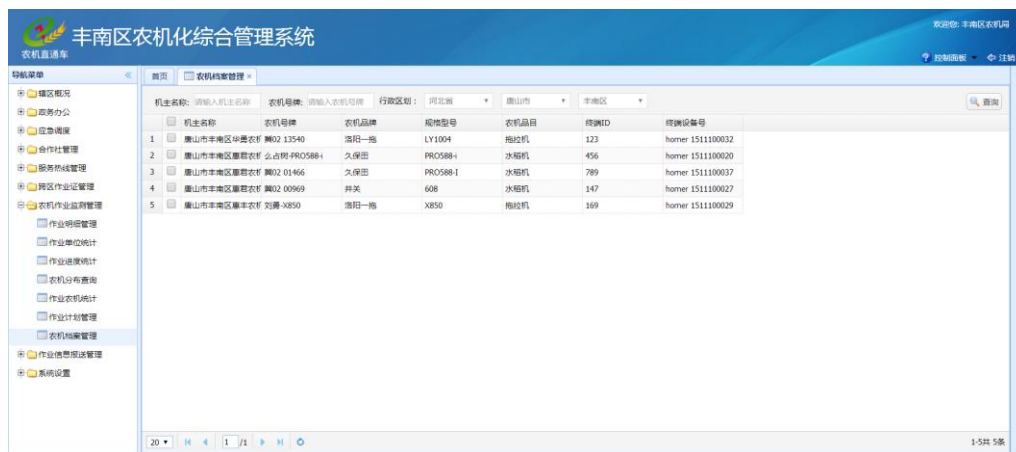 丰南区农机化综合管理系统
农机直通车
欢迎您: 丰南区农机局
控制面板 注销
导航菜单
辖区概况
政务办公
应急调度
合作社管理
服务热线管理
跨区作业证管理
农机作业监测管理
作业明细管理
作业单位统计
作业进度统计
农机分布查询
作业农机统计
作业计划管理
农机档案管理
作业信息报送管理
系统设置
首页 农机档案管理
机主名称: 请输入机主名称 农机号牌: 请输入农机号牌 行政区划: 河北省 唐山市 丰南区 查询
机主名称 农机号牌 农机品牌 规格型号 农机品目 终端ID 终端设备号
1 唐山市丰南区华勇农机 冀02 13540 洛阳一拖 LY1004 拖拉机 123 homer 1511100032
2 唐山市丰南区惠君农机 么占树-PRO588-i 久保田 PRO588-i 水稻机 456 homer 1511100020
3 唐山市丰南区惠君农机 冀02 01466 久保田 PRO588-I 水稻机 789 homer 1511100037
4 唐山市丰南区惠君农机 冀02 00969 井关 608 水稻机 147 homer 1511100027
5 唐山市丰南区惠丰农机 刘勇-X850 洛阳一拖 X850 拖拉机 169 homer 1511100029
20 1 /1 1-5共 5条